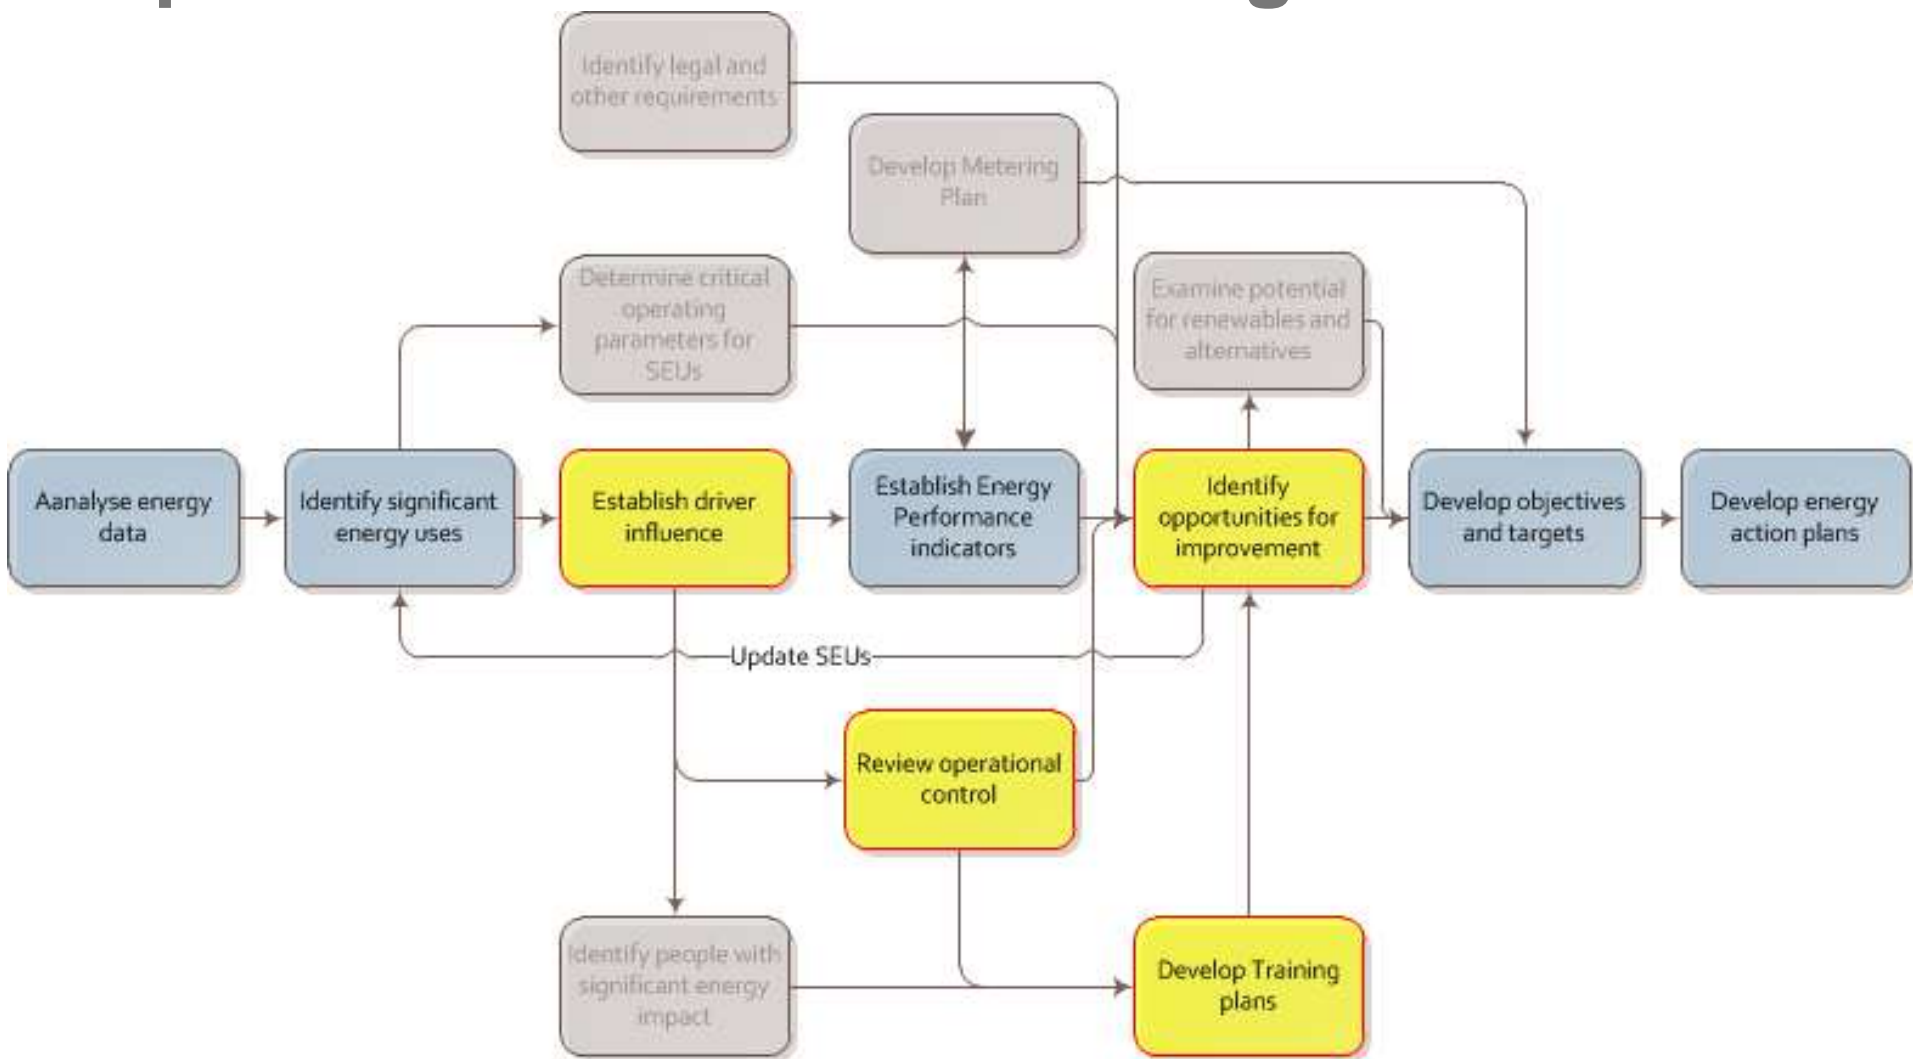 Identify legal and
other requirements
Develop Metering
Plan
Determine critical
operating
parameters for
SEUs
Examine potential
for renewables and
alternatives
Aanalyse energy
data
Identify significant
energy uses
Establish driver
influence
Establish Energy
Performance
indicators
Identify
opportunities for
improvement
Develop objectives
and targets
Develop energy
action plans
Update SEUs
Review operational
control
Identify people with
significant energy
impact
Develop Training
plans